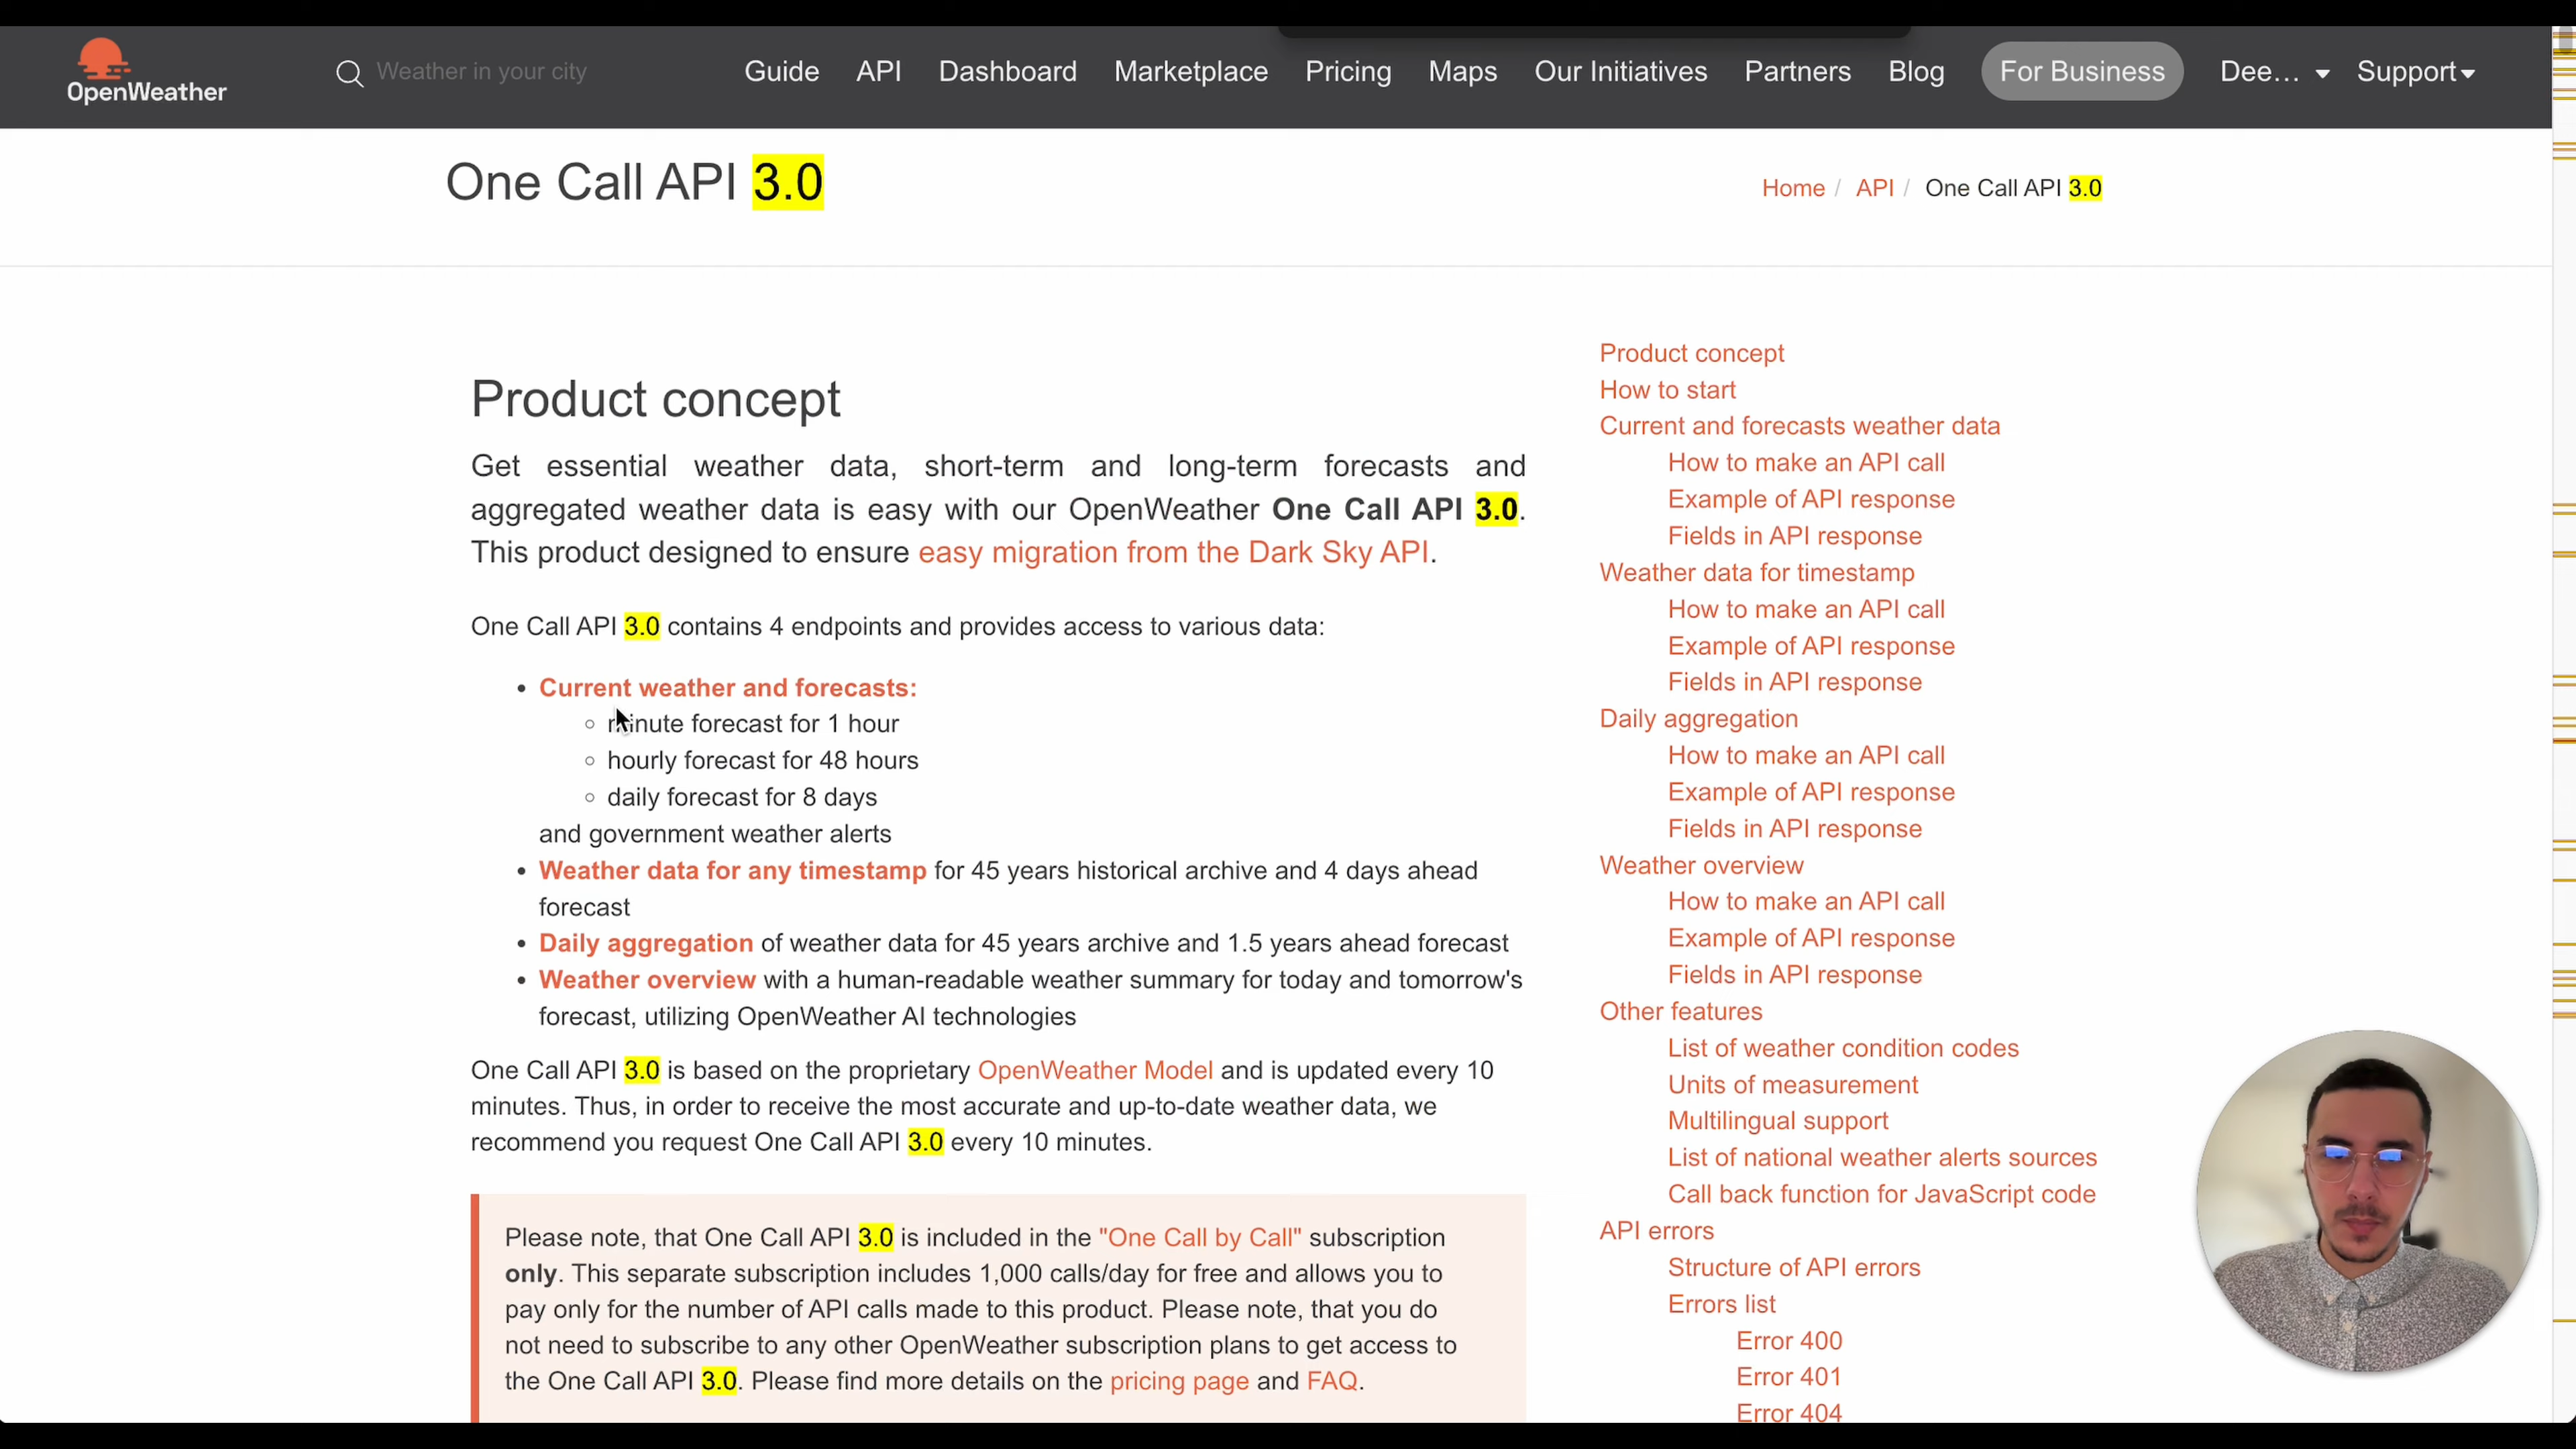 OpenWeather
Weather in your city
Guide API Dashboard Marketplace Pricing Maps Our Initiatives Partners Blog For Business Dee... Support
One Call API 3.0
Home / API / One Call API 3.0
Product concept
Get essential weather data, short-term and long-term forecasts and
aggregated weather data is easy with our OpenWeather One Call API 3.0.
This product designed to ensure easy migration from the Dark Sky API.
One Call API 3.0 contains 4 endpoints and provides access to various data:
• Current weather and forecasts:
◦ minute forecast for 1 hour
◦ hourly forecast for 48 hours
◦ daily forecast for 8 days
and government weather alerts
• Weather data for any timestamp for 45 years historical archive and 4 days ahead
forecast
• Daily aggregation of weather data for 45 years archive and 1.5 years ahead forecast
• Weather overview with a human-readable weather summary for today and tomorrow's
forecast, utilizing OpenWeather AI technologies
One Call API 3.0 is based on the proprietary OpenWeather Model and is updated every 10
minutes. Thus, in order to receive the most accurate and up-to-date weather data, we
recommend you request One Call API 3.0 every 10 minutes.
Please note, that One Call API 3.0 is included in the "One Call by Call" subscription
only. This separate subscription includes 1,000 calls/day for free and allows you to
pay only for the number of API calls made to this product. Please note, that you do
not need to subscribe to any other OpenWeather subscription plans to get access to
the One Call API 3.0. Please find more details on the pricing page and FAQ.
Product concept
How to start
Current and forecasts weather data
How to make an API call
Example of API response
Fields in API response
Weather data for timestamp
How to make an API call
Example of API response
Fields in API response
Daily aggregation
How to make an API call
Example of API response
Fields in API response
Weather overview
How to make an API call
Example of API response
Fields in API response
Other features
List of weather condition codes
Units of measurement
Multilingual support
List of national weather alerts sources
Call back function for JavaScript code
API errors
Structure of API errors
Errors list
Error 400
Error 401
Error 404